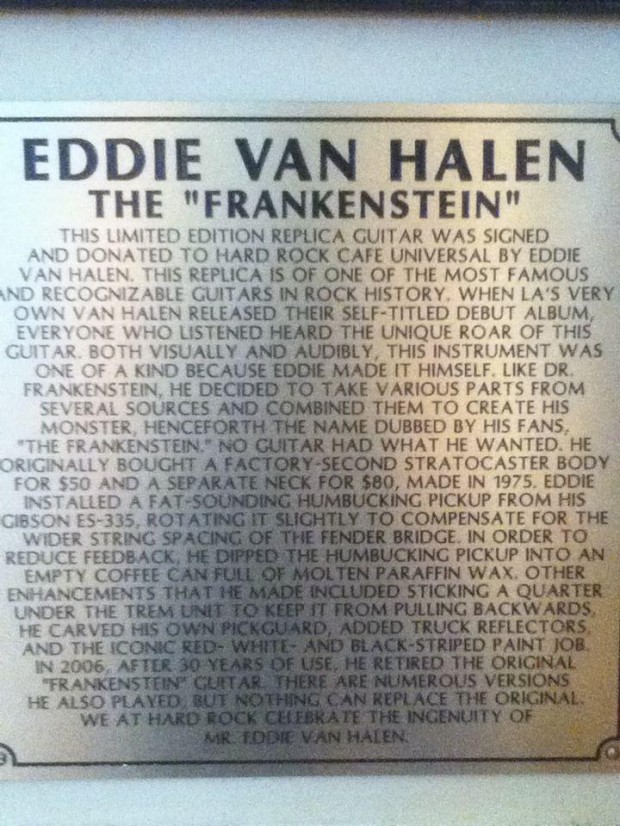 EDDIE VAN HALEN
THE "FRANKENSTEIN"
THIS LIMITED EDITION REPLICA GUITAR WAS SIGNED
AND DONATED TO HARD ROCK CAFE UNIVERSAL BY EDDIE
VAN HALEN. THIS REPLICA IS OF ONE OF THE MOST FAMOUS
AND RECOGNIZABLE GUITARS IN ROCK HISTORY. WHEN LA'S VERY
OWN VAN HALEN RELEASED THEIR SELF-TITLED DEBUT ALBUM,
EVERYONE WHO LISTENED HEARD THE UNIQUE ROAR OF THIS
GUITAR. BOTH VISUALLY AND AUDIBLY, THIS INSTRUMENT WAS
ONE OF A KIND BECAUSE EDDIE MADE IT HIMSELF. LIKE DR.
FRANKENSTEIN, HE DECIDED TO TAKE VARIOUS PARTS FROM
SEVERAL SOURCES AND COMBINED THEM TO CREATE HIS
MONSTER, HENCEFORTH THE NAME DUBBED BY HIS FANS,
"THE FRANKENSTEIN." NO GUITAR HAD WHAT HE WANTED. HE
ORIGINALLY BOUGHT A FACTORY-SECOND STRATOCASTER BODY
FOR $50 AND A SEPARATE NECK FOR $80, MADE IN 1975. EDDIE
INSTALLED A FAT-SOUNDING HUMBUCKING PICKUP FROM HIS
GIBSON ES-335, ROTATING IT SLIGHTLY TO COMPENSATE FOR THE
WIDER STRING SPACING OF THE FENDER BRIDGE. IN ORDER TO
REDUCE FEEDBACK, HE DIPPED THE HUMBUCKING PICKUP INTO AN
EMPTY COFFEE CAN FULL OF MOLTEN PARAFFIN WAX. OTHER
ENHANCEMENTS THAT HE MADE INCLUDED STICKING A QUARTER
UNDER THE TREM UNIT TO KEEP IT FROM PULLING BACKWARDS,
HE CARVED HIS OWN PICKGUARD, ADDED TRUCK REFLECTORS,
AND THE ICONIC RED- WHITE- AND BLACK-STRIPED PAINT JOB.
IN 2006, AFTER 30 YEARS OF USE, HE RETIRED THE ORIGINAL
"FRANKENSTEIN" GUITAR. THERE ARE NUMEROUS VERSIONS
HE ALSO PLAYED, BUT NOTHING CAN REPLACE THE ORIGINAL.
WE AT HARD ROCK CELEBRATE THE INGENUITY OF
MR. EDDIE VAN HALEN.